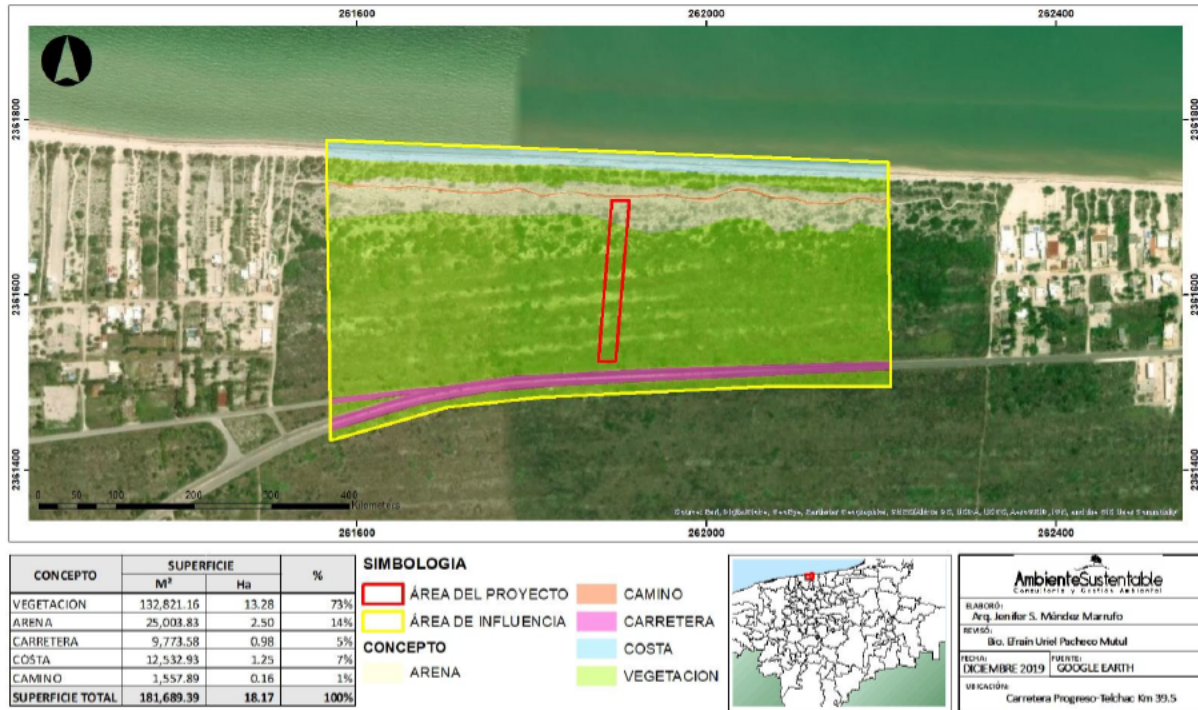 261600 262000 262400
2361800 2361800
2361600 2361600
2361400 2361400
0 50 100 200 300 400
Kilometers
261600 262000 262400
CONCEPTO SUPERFICIE %
M² Ha
VEGETACION 132,821.16 13.28 73%
ARENA 25,003.83 2.50 14%
CARRETERA 9,773.58 0.98 5%
COSTA 12,532.93 1.25 7%
CAMINO 1,557.89 0.16 1%
SUPERFICIE TOTAL 181,689.39 18.17 100%
SIMBOLOGIA
ÁREA DEL PROYECTO
ÁREA DE INFLUENCIA
CONCEPTO
ARENA
CAMINO
CARRETERA
COSTA
VEGETACION
AmbienteSustentable
Consultoría y Gestión Ambiental
ELABORÓ:
Arq. Jenifer S. Méndez Marrufo
REVISÓ:
Bio. Efraín Uriel Pacheco Mutul
FECHA: FUENTE:
DICIEMBRE 2019 GOOGLE EARTH
UBICACIÓN:
Carretera Progreso-Telchac Km 39.5